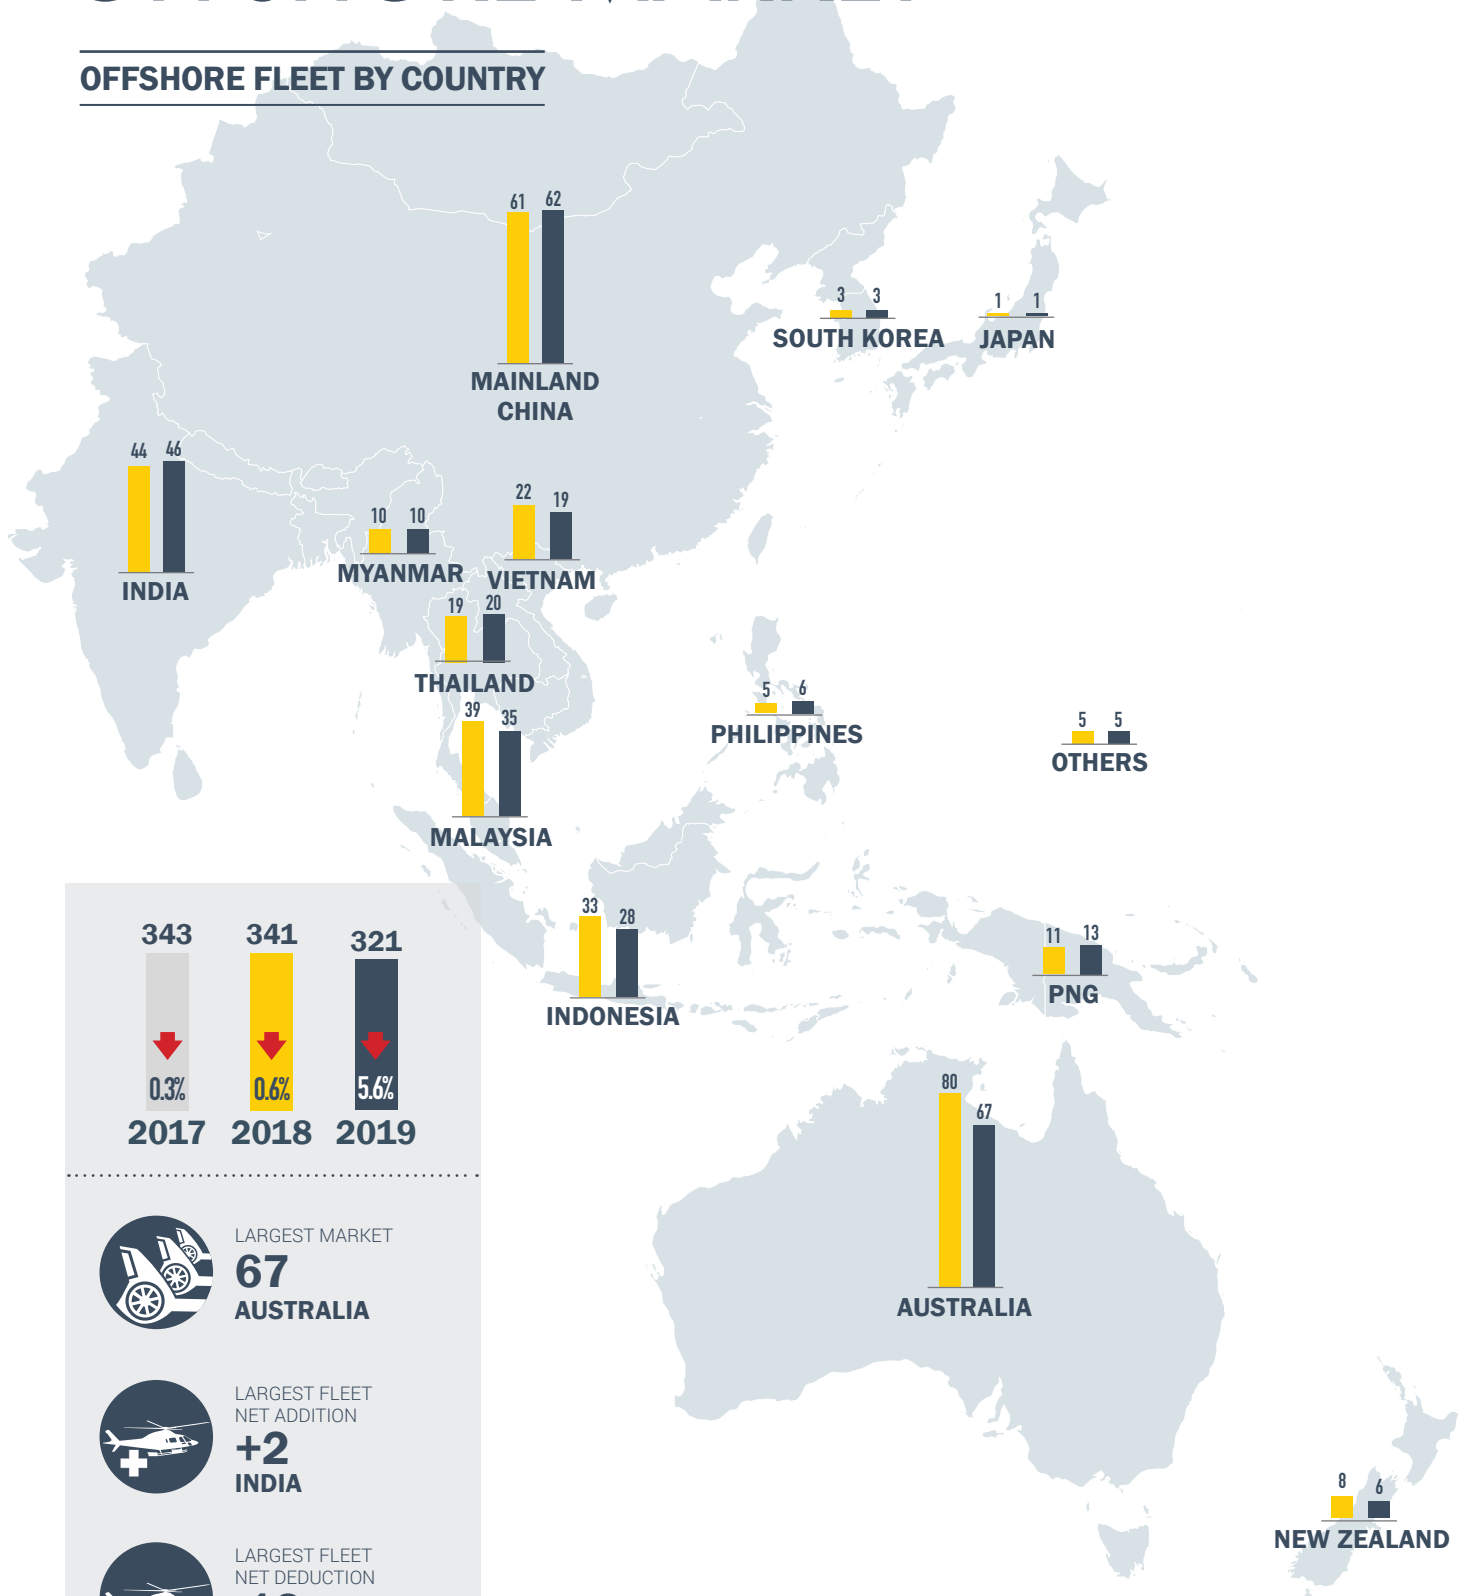 OFFSHORE FLEET BY COUNTRY
61 62
MAINLAND
CHINA
3 3
SOUTH KOREA
1 1
JAPAN
44 46
INDIA
10 10
MYANMAR
22 19
VIETNAM
19 20
THAILAND
39 35
MALAYSIA
5 6
PHILIPPINES
5 5
OTHERS
33 28
INDONESIA
11 13
PNG
80 67
AUSTRALIA
8 6
NEW ZEALAND
343 341 321
0.3% 0.6% 5.6%
2017 2018 2019
LARGEST MARKET
67
AUSTRALIA
LARGEST FLEET
NET ADDITION
+2
INDIA
LARGEST FLEET
NET DEDUCTION